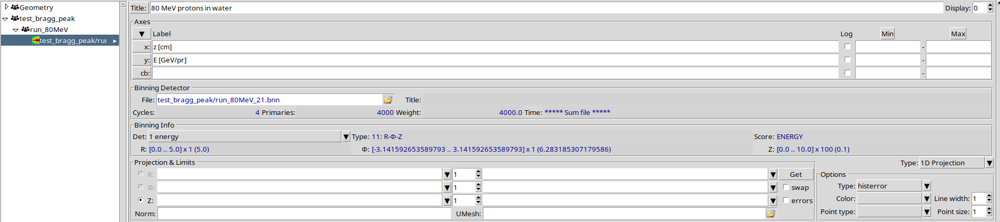 Geometry
test_bragg_peak
run_80MeV
test_bragg_peak/rur
Title: 80 MeV protons in water Display: 0
Axes
Label Log Min Max
x: z [cm] -
y: E [GeV/pr] -
cb: -
Binning Detector
File: test_bragg_peak/run_80MeV_21.bnn Title:
Cycles: 4 Primaries: 4000 Weight: 4000.0 Time: ***** Sum file *****
Binning Info
Det: 1 energy Type: 11: R-Φ-Z Score: ENERGY
R: [0.0 .. 5.0] x 1 (5.0) Φ: [-3.141592653589793 .. 3.141592653589793] x 1 (6.283185307179586) Z: [0.0 .. 10.0] x 100 (0.1)
Projection & Limits Type: 1D Projection
R: 1 Get
Φ: 1 swap
Z: 1 errors
Norm: UMesh:
Options
Type: histerror
Color: Line width: 1
Point type: Point size: 1